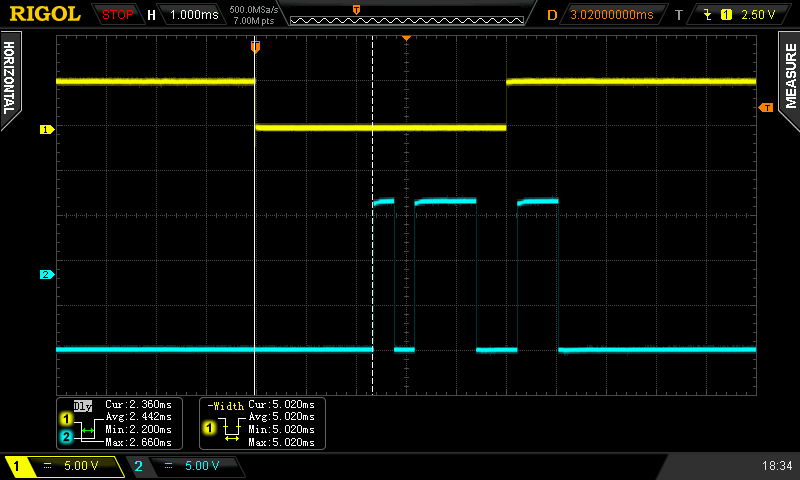 RIGOL STOP H 1.000ms 500.0MSa/s 7.00M pts D 3.02000000ms T 1 2.50 V
HORIZONTAL
MEASURE
T
T
T
1
2
Dly Cur:2.360ms
Avg:2.442ms
Min:2.200ms
Max:2.660ms
1
2
-Width Cur:5.020ms
Avg:5.020ms
Min:5.020ms
Max:5.020ms
1
1 5.00 V 2 5.00 V 18:34